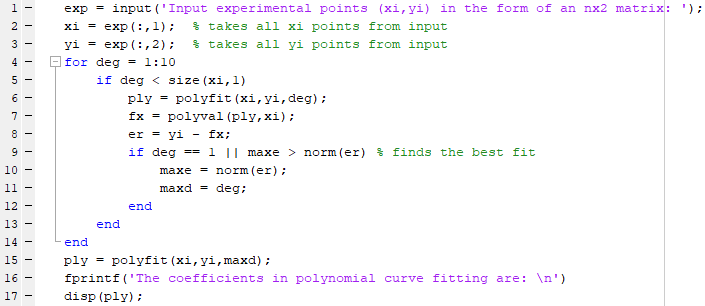 1 – exp = input('Input experimental points (xi,yi) in the form of an nx2 matrix: ');
2 – xi = exp(:,1);  % takes all xi points from input
3 – yi = exp(:,2);  % takes all yi points from input
4 – for deg = 1:10
5 – if deg < size(xi,1)
6 – ply = polyfit(xi,yi,deg);
7 – fx = polyval(ply,xi);
8 – er = yi - fx;
9 – if deg == 1 || maxe > norm(er) % finds the best fit
10 – maxe = norm(er);
11 – maxd = deg;
12 – end
13 – end
14 – end
15 – ply = polyfit(xi,yi,maxd);
16 – fprintf('The coefficients in polynomial curve fitting are: \n')
17 – disp(ply);